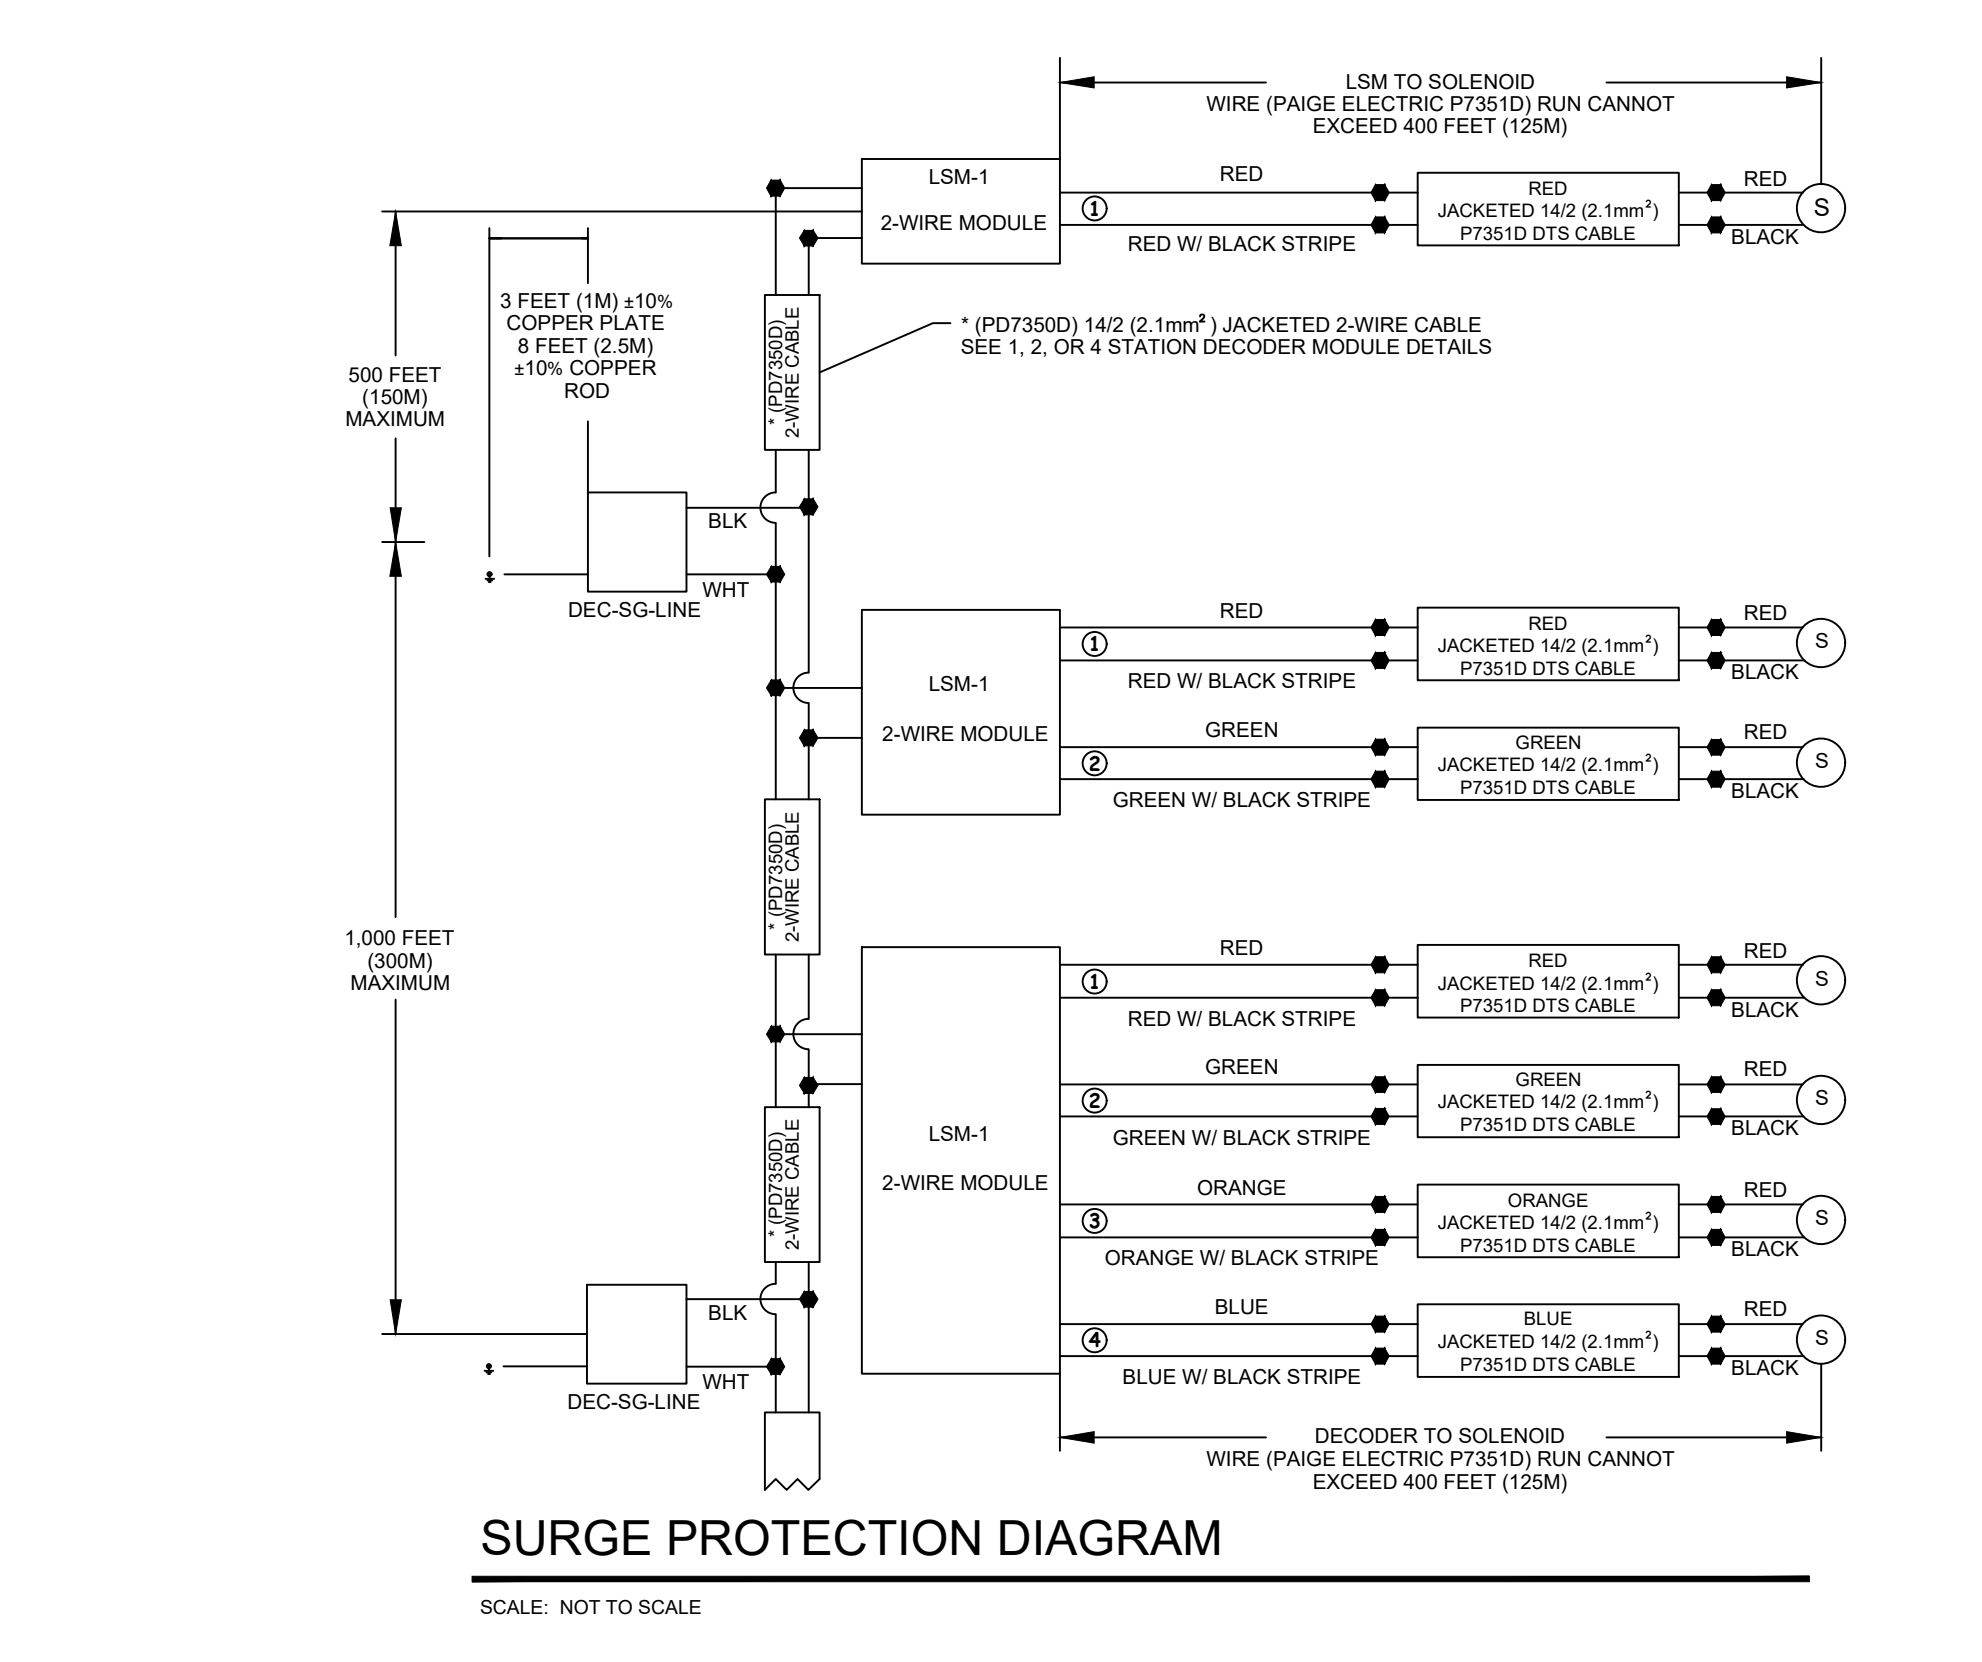 LSM TO SOLENOID
WIRE (PAIGE ELECTRIC P7351D) RUN CANNOT
EXCEED 400 FEET (125M)
LSM-1
2-WIRE MODULE
1
RED
RED W/ BLACK STRIPE
RED
JACKETED 14/2 (2.1mm²)
P7351D DTS CABLE
RED
BLACK
S
3 FEET (1M) ±10%
COPPER PLATE
8 FEET (2.5M)
±10% COPPER
ROD
500 FEET
(150M)
MAXIMUM
* (PD7350D)
2-WIRE CABLE
* (PD7350D) 14/2 (2.1mm²) JACKETED 2-WIRE CABLE
SEE 1, 2, OR 4 STATION DECODER MODULE DETAILS
BLK
WHT
DEC-SG-LINE
LSM-1
2-WIRE MODULE
1
RED
RED W/ BLACK STRIPE
RED
JACKETED 14/2 (2.1mm²)
P7351D DTS CABLE
RED
BLACK
S
2
GREEN
GREEN W/ BLACK STRIPE
GREEN
JACKETED 14/2 (2.1mm²)
P7351D DTS CABLE
RED
BLACK
S
* (PD7350D)
2-WIRE CABLE
1,000 FEET
(300M)
MAXIMUM
LSM-1
2-WIRE MODULE
1
RED
RED W/ BLACK STRIPE
RED
JACKETED 14/2 (2.1mm²)
P7351D DTS CABLE
RED
BLACK
S
2
GREEN
GREEN W/ BLACK STRIPE
GREEN
JACKETED 14/2 (2.1mm²)
P7351D DTS CABLE
RED
BLACK
S
* (PD7350D)
2-WIRE CABLE
3
ORANGE
ORANGE W/ BLACK STRIPE
ORANGE
JACKETED 14/2 (2.1mm²)
P7351D DTS CABLE
RED
BLACK
S
4
BLUE
BLUE W/ BLACK STRIPE
BLUE
JACKETED 14/2 (2.1mm²)
P7351D DTS CABLE
RED
BLACK
S
BLK
WHT
DEC-SG-LINE
DECODER TO SOLENOID
WIRE (PAIGE ELECTRIC P7351D) RUN CANNOT
EXCEED 400 FEET (125M)
SURGE PROTECTION DIAGRAM
SCALE: NOT TO SCALE